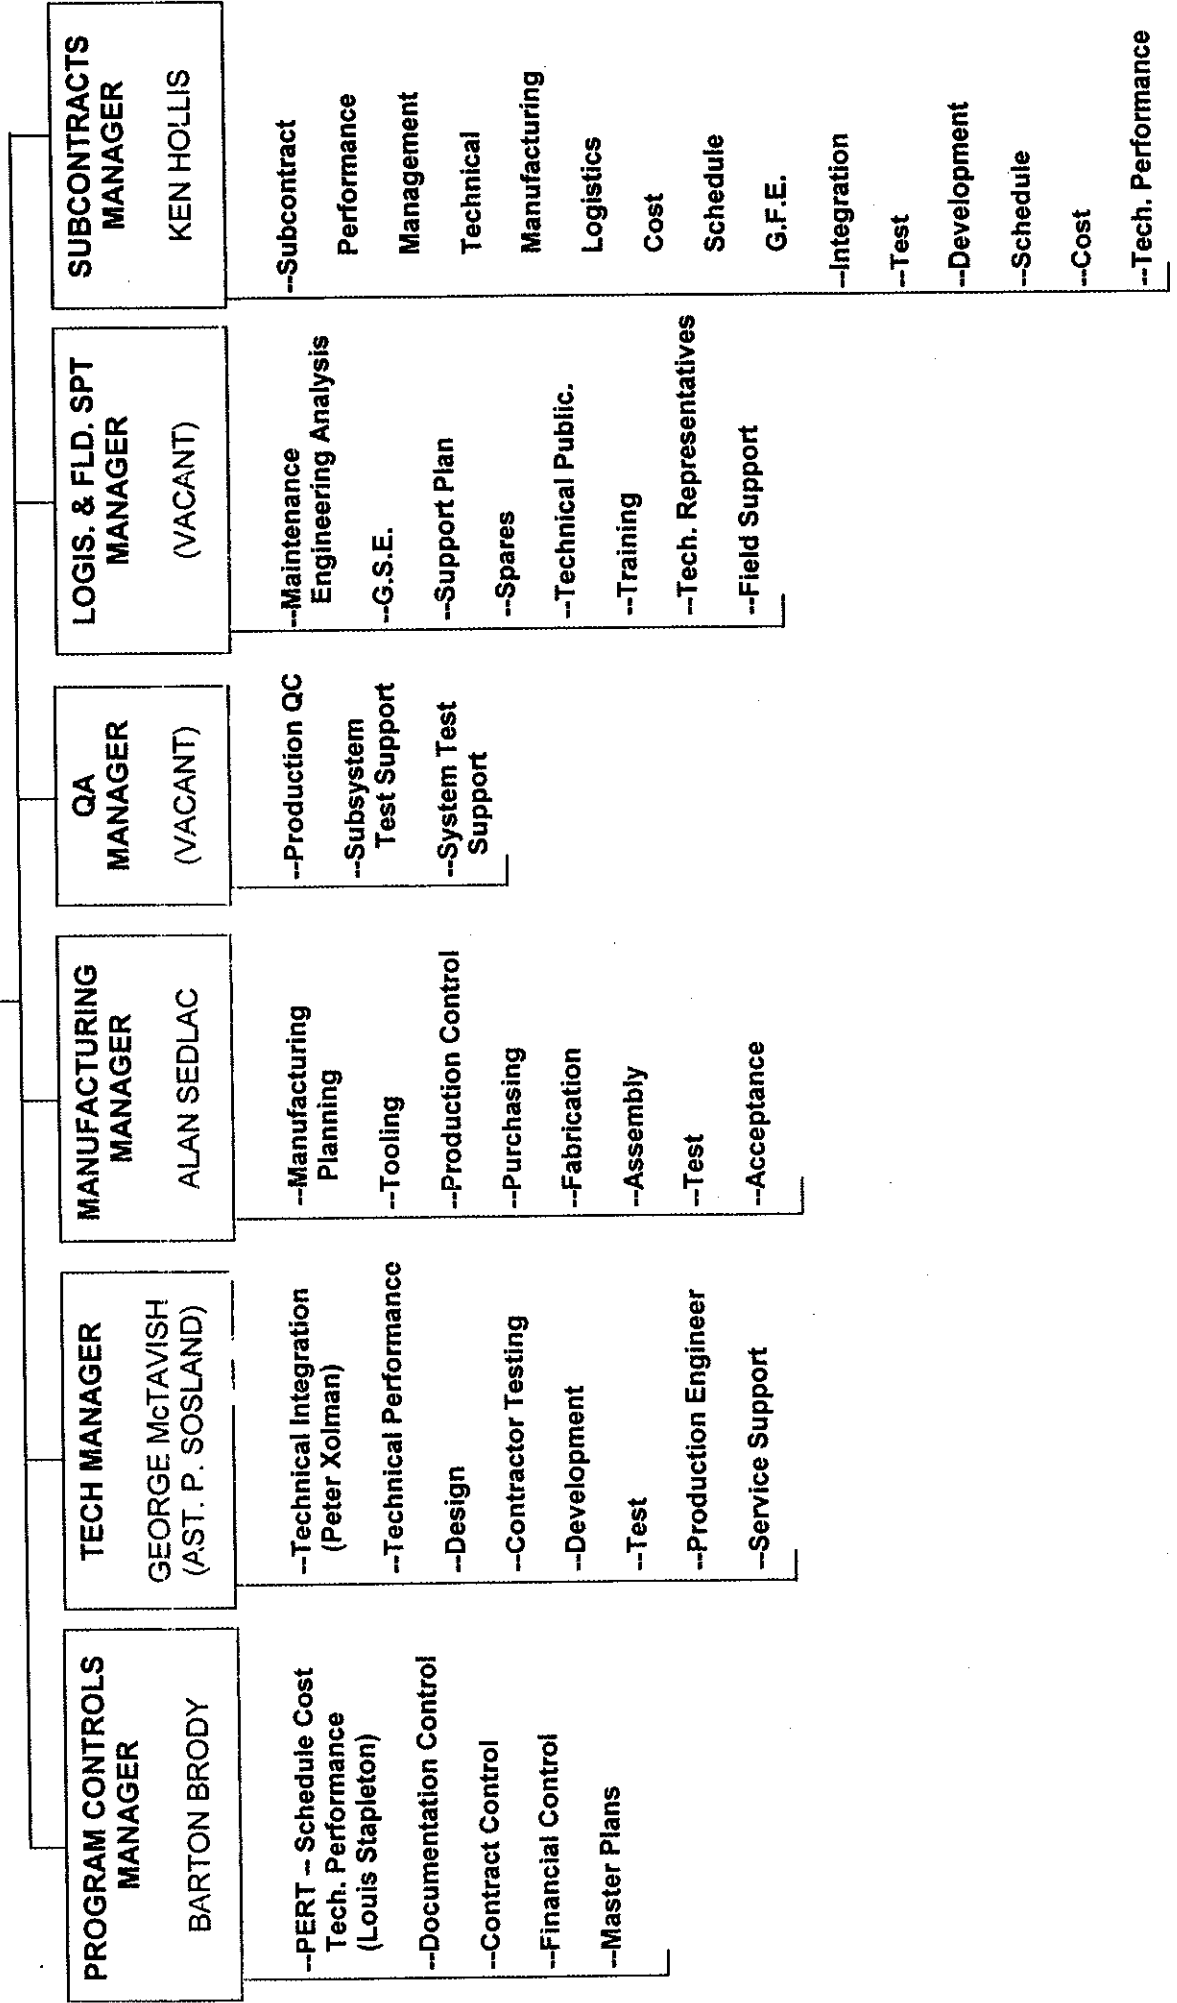 PROGRAM CONTROLS
MANAGER
BARTON BRODY
--PERT -- Schedule Cost
Tech. Performance
(Louis Stapleton)
--Documentation Control
--Contract Control
--Financial Control
--Master Plans
TECH MANAGER
GEORGE McTAVISH
(AST. P. SOSLAND)
--Technical Integration
(Peter Xolman)
--Technical Performance
--Design
--Contractor Testing
--Development
--Test
--Production Engineer
--Service Support
MANUFACTURING
MANAGER
ALAN SEDLAC
--Manufacturing
Planning
--Tooling
--Production Control
--Purchasing
--Fabrication
--Assembly
--Test
--Acceptance
QA
MANAGER
(VACANT)
--Production QC
--Subsystem
Test Support
--System Test
Support
LOGIS. & FLD. SPT
MANAGER
(VACANT)
--Maintenance
Engineering Analysis
--G.S.E.
--Support Plan
--Spares
--Technical Public.
--Training
--Tech. Representatives
--Field Support
SUBCONTRACTS
MANAGER
KEN HOLLIS
--Subcontract
Performance
Management
Technical
Manufacturing
Logistics
Cost
Schedule
G.F.E.
--Integration
--Test
--Development
--Schedule
--Cost
--Tech. Performance